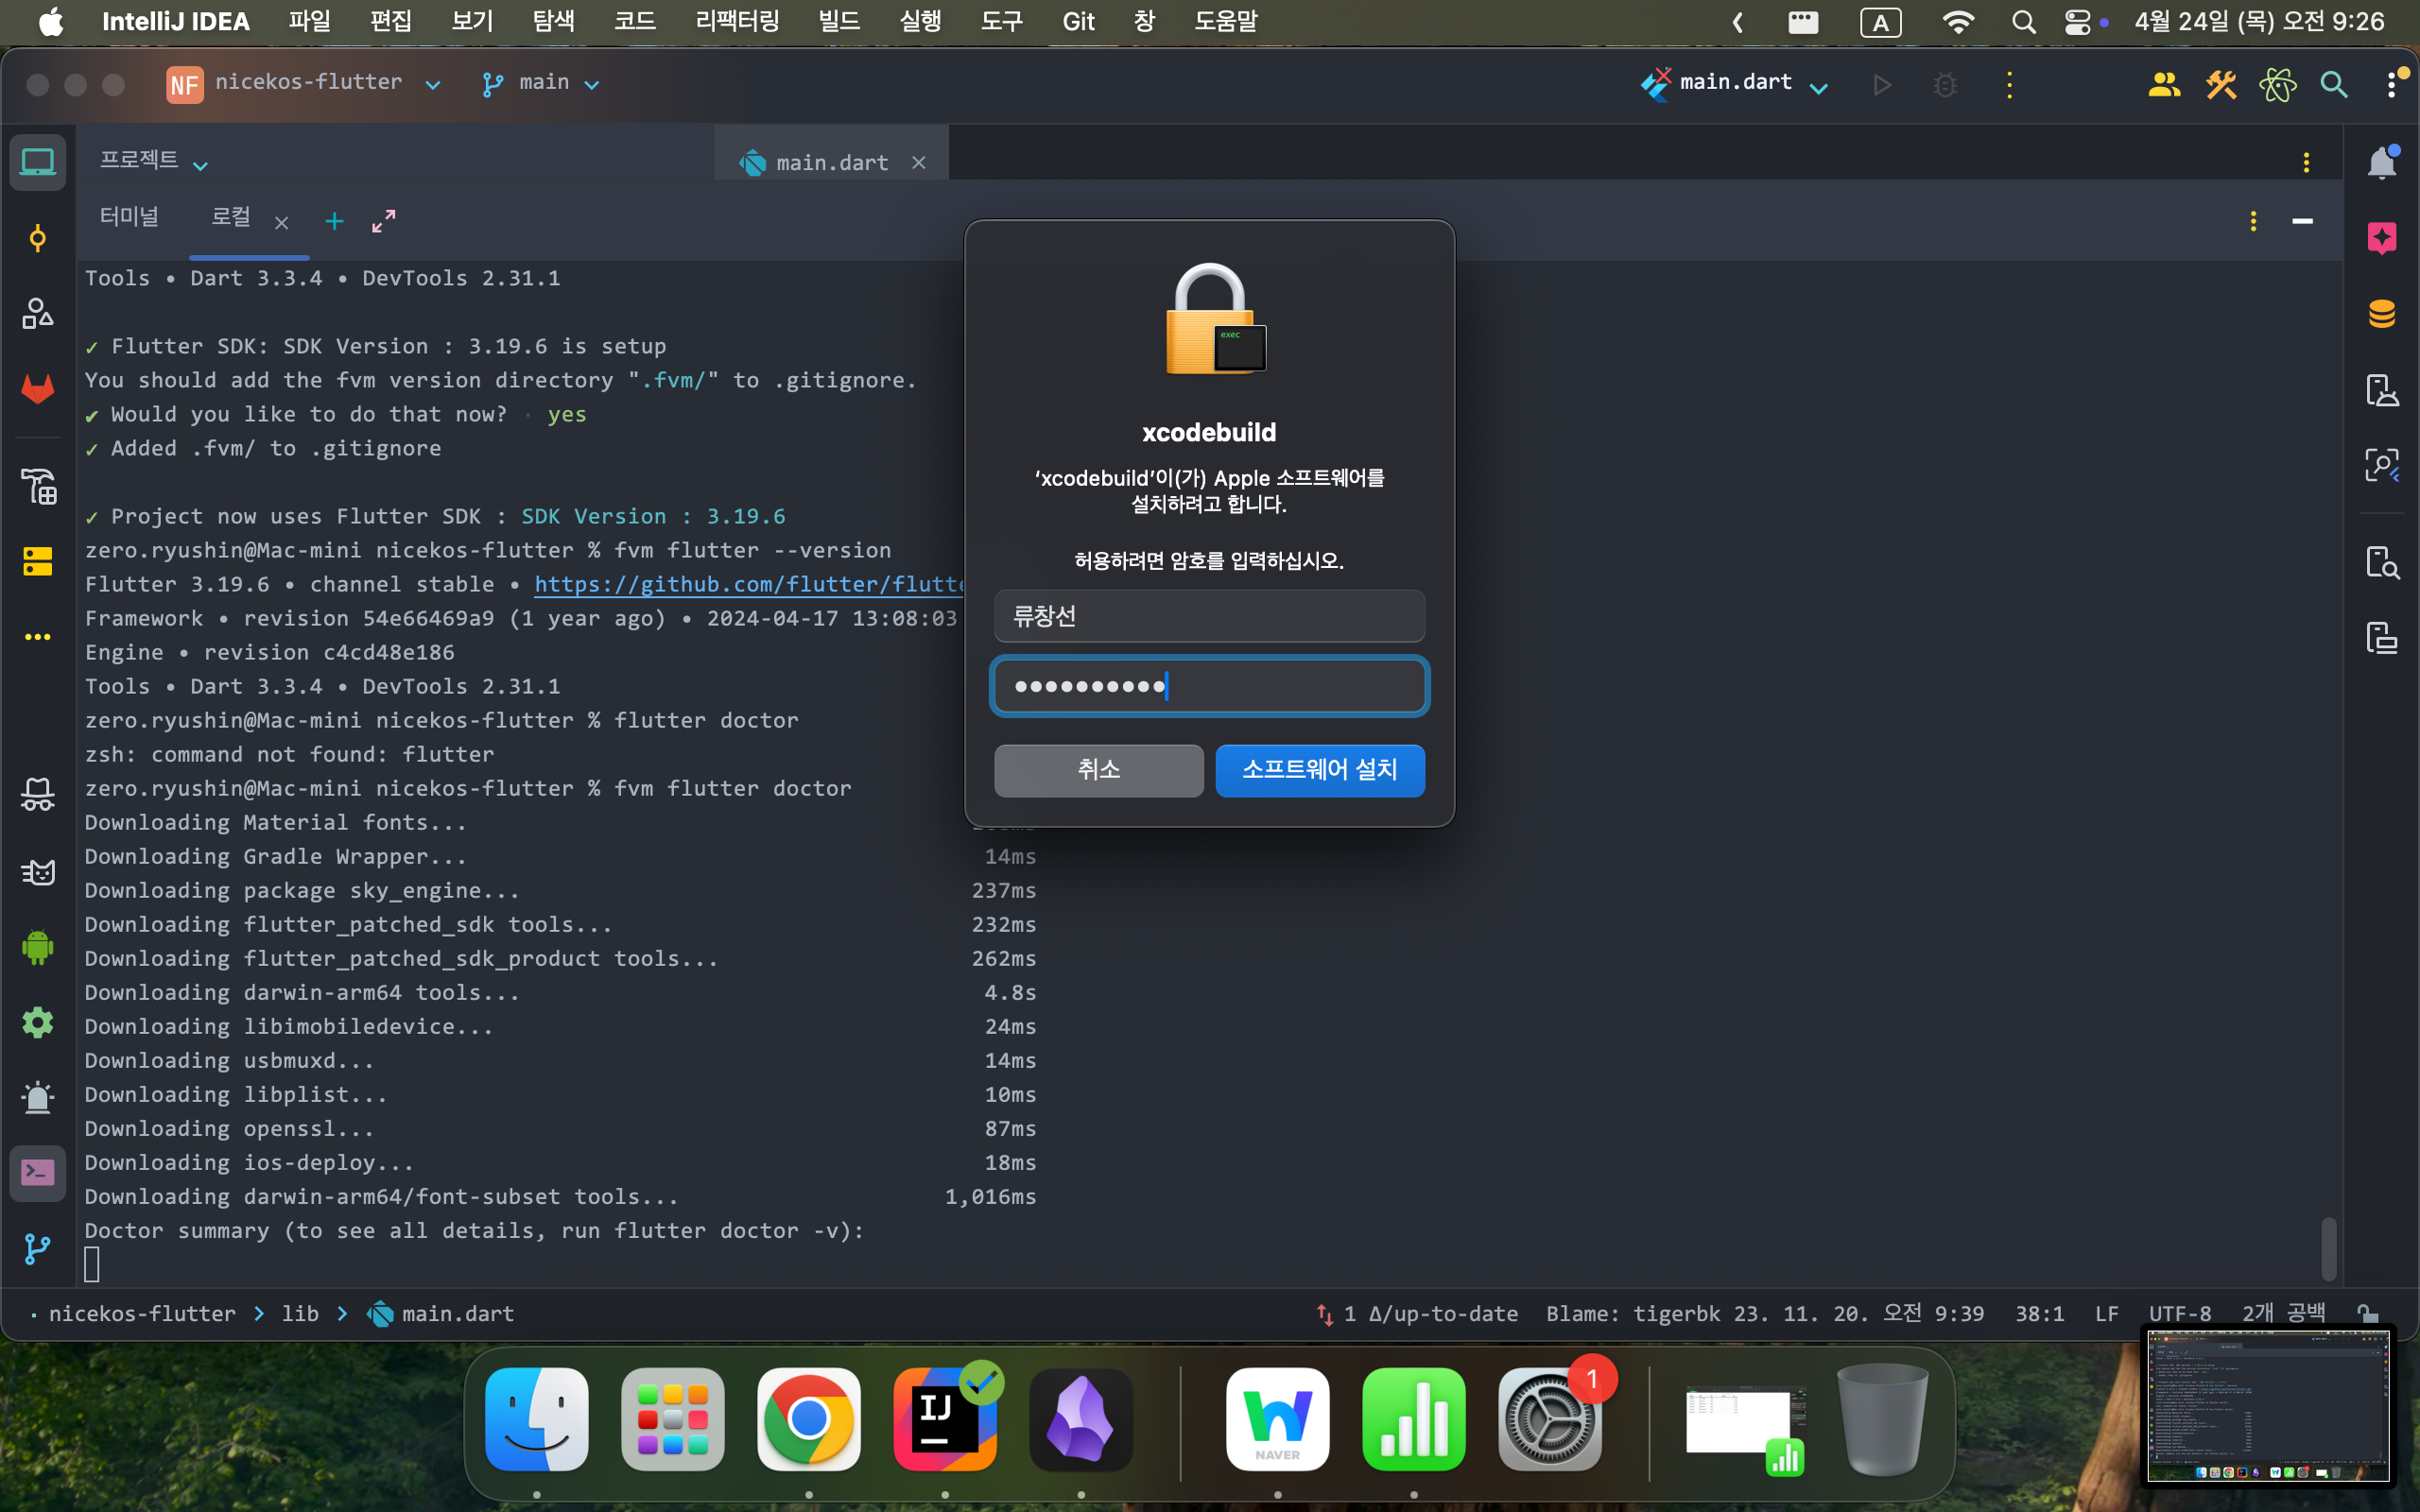 IntelliJ IDEA 파일 편집 보기 탐색 코드 리팩터링 빌드 실행 도구 Git 창 도움말 A 4월 24일 (목) 오전 9:26
NF nicekos-flutter main main.dart
프로젝트 main.dart
터미널 로컬
Tools • Dart 3.3.4 • DevTools 2.31.1
✓ Flutter SDK: SDK Version : 3.19.6 is setup
You should add the fvm version directory ".fvm/" to .gitignore.
✔ Would you like to do that now? · yes
✓ Added .fvm/ to .gitignore
✓ Project now uses Flutter SDK : SDK Version : 3.19.6
zero.ryushin@Mac-mini nicekos-flutter % fvm flutter --version
Flutter 3.19.6 • channel stable • https://github.com/flutter/flutte
Framework • revision 54e66469a9 (1 year ago) • 2024-04-17 13:08:03
Engine • revision c4cd48e186
Tools • Dart 3.3.4 • DevTools 2.31.1
zero.ryushin@Mac-mini nicekos-flutter % flutter doctor
zsh: command not found: flutter
zero.ryushin@Mac-mini nicekos-flutter % fvm flutter doctor
Downloading Material fonts...
Downloading Gradle Wrapper... 14ms
Downloading package sky_engine... 237ms
Downloading flutter_patched_sdk tools... 232ms
Downloading flutter_patched_sdk_product tools... 262ms
Downloading darwin-arm64 tools... 4.8s
Downloading libimobiledevice... 24ms
Downloading usbmuxd... 14ms
Downloading libplist... 10ms
Downloading openssl... 87ms
Downloading ios-deploy... 18ms
Downloading darwin-arm64/font-subset tools... 1,016ms
Doctor summary (to see all details, run flutter doctor -v):
exec
xcodebuild
‘xcodebuild’이(가) Apple 소프트웨어를
설치하려고 합니다.
허용하려면 암호를 입력하십시오.
류창선
••••••••••
취소 소프트웨어 설치
nicekos-flutter > lib > main.dart 1 Δ/up-to-date Blame: tigerbk 23. 11. 20. 오전 9:39 38:1 LF UTF-8 2개 공백
IJ NAVER 1